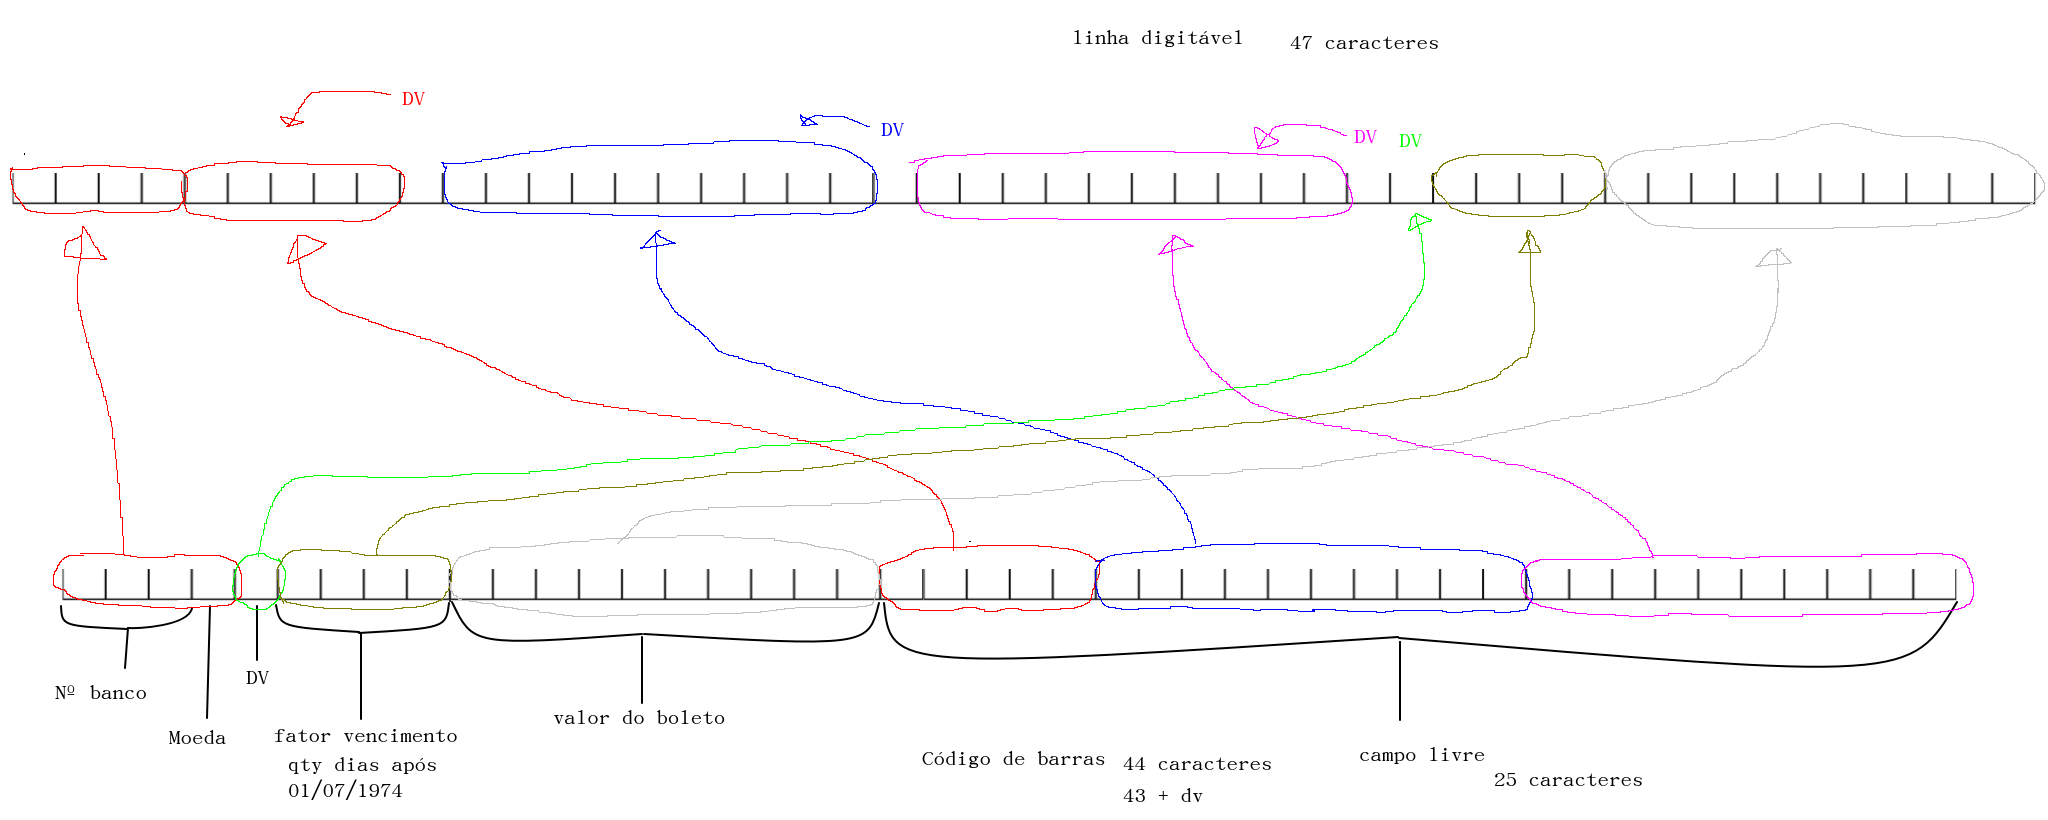 linha digitável 47 caracteres
DV
DV
DV DV
Nº banco
DV
Moeda
fator vencimento
qty dias após
01/07/1974
valor do boleto
Código de barras 44 caracteres
43 + dv
campo livre
25 caracteres